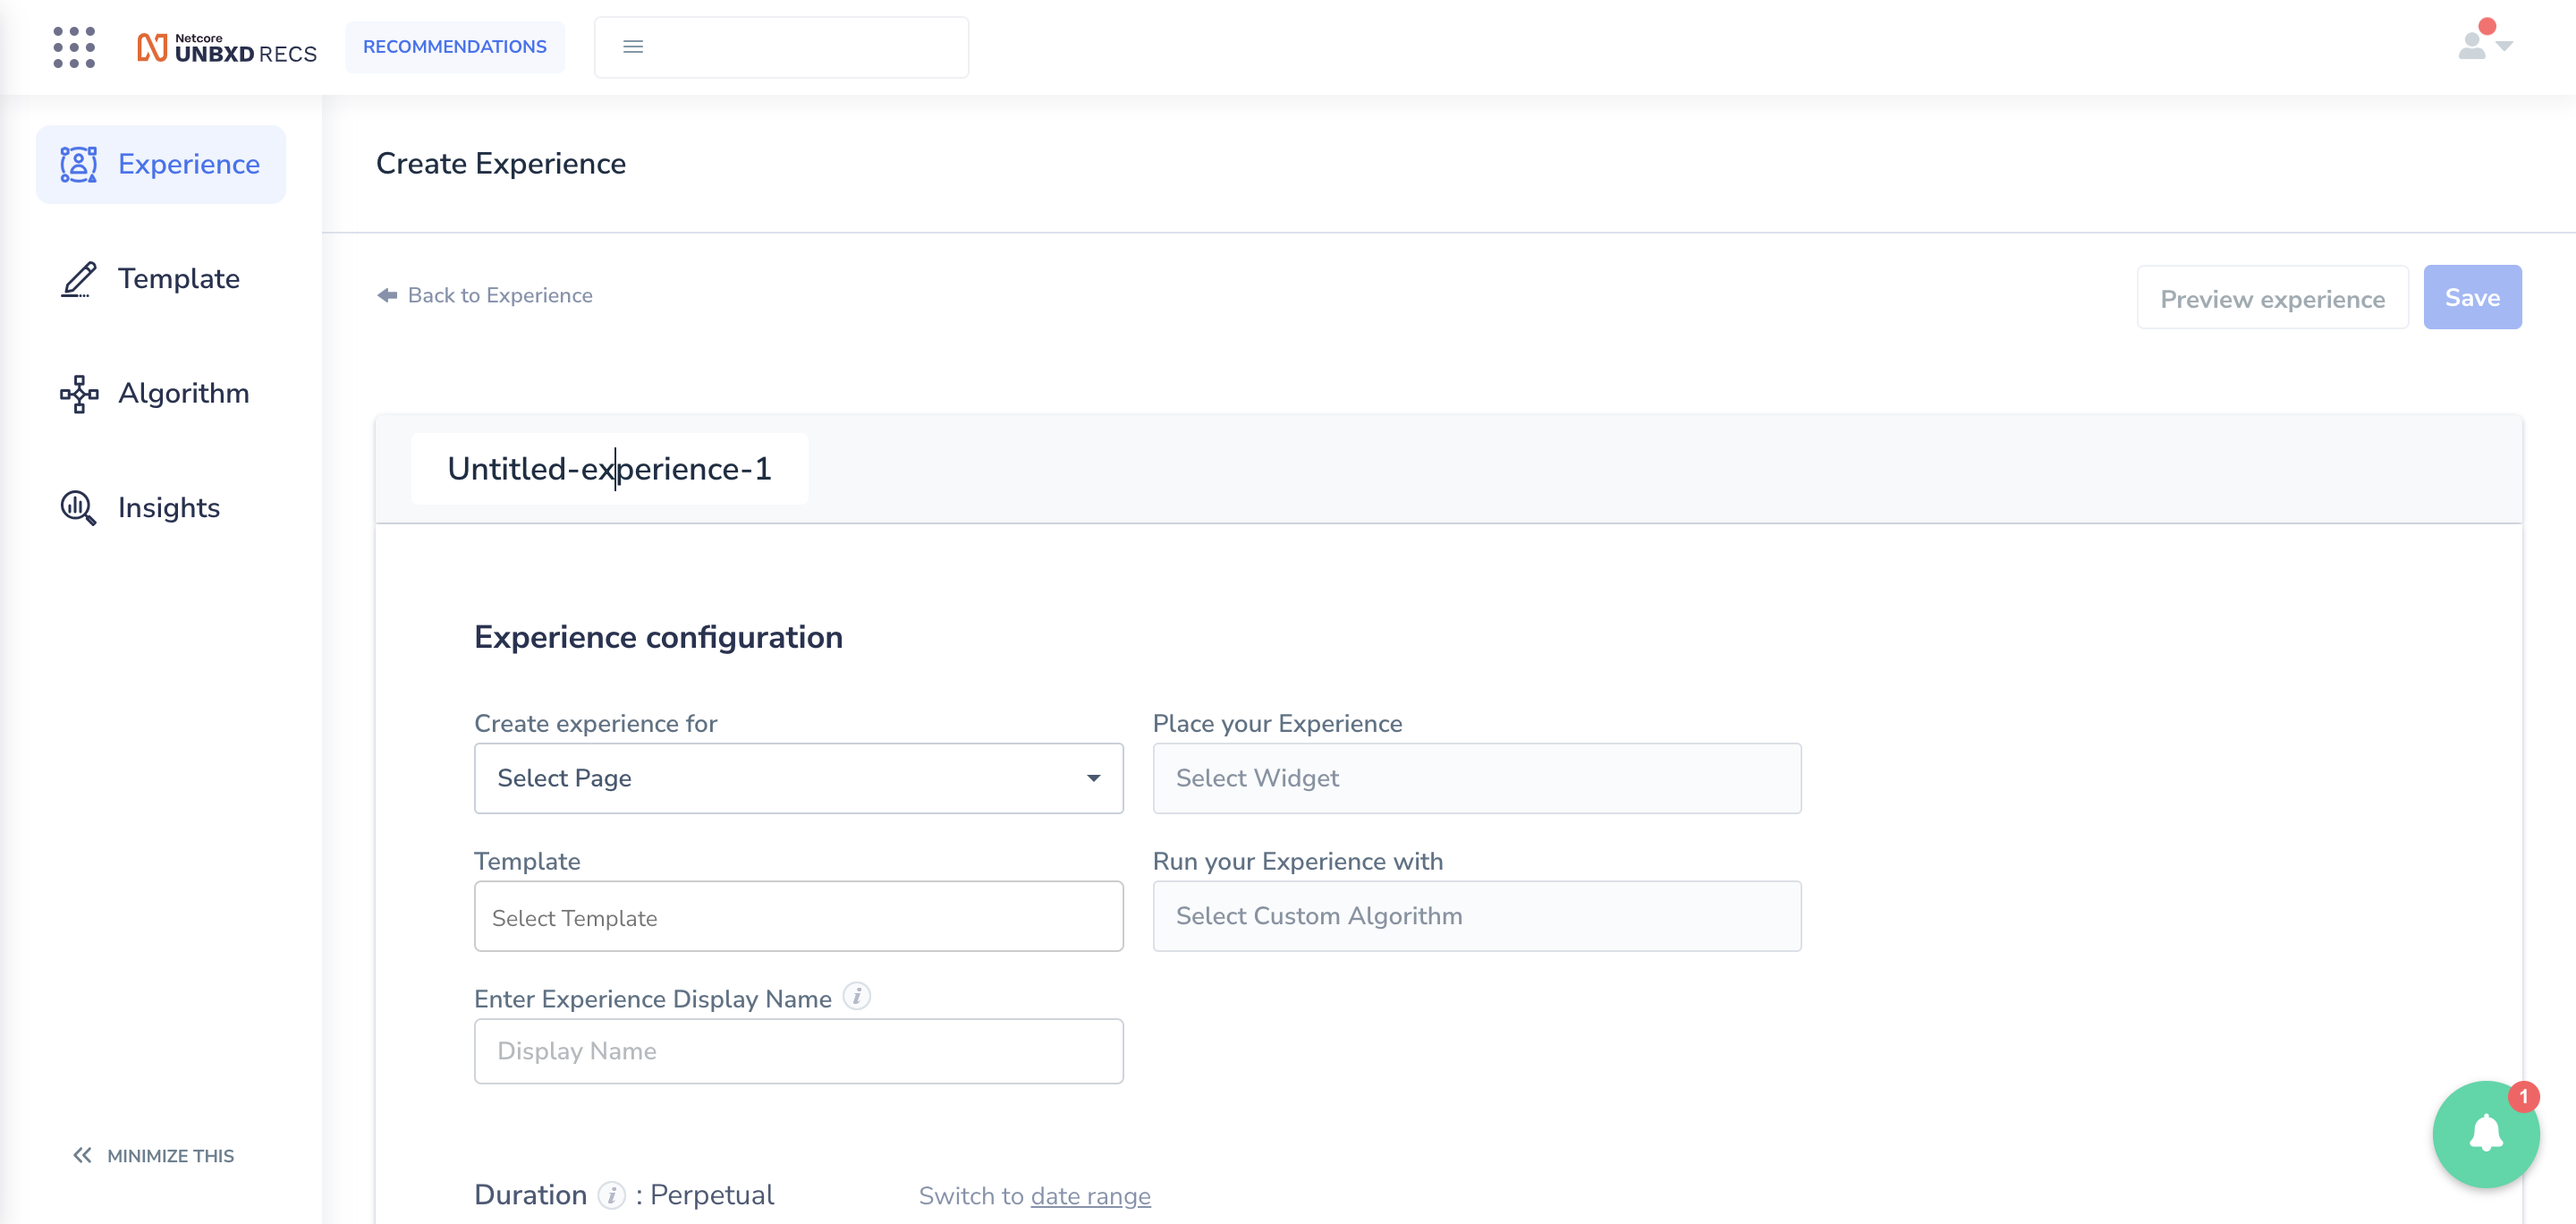 Netcore
UNBXD RECS
RECOMMENDATIONS
Experience
Template
Algorithm
Insights
MINIMIZE THIS
Create Experience
Back to Experience
Preview experience
Save
Untitled-experience-1
Experience configuration
Create experience for
Place your Experience
Select Page
Select Widget
Template
Run your Experience with
Select Template
Select Custom Algorithm
Enter Experience Display Name i
Display Name
1
Duration i : Perpetual
Switch to date range